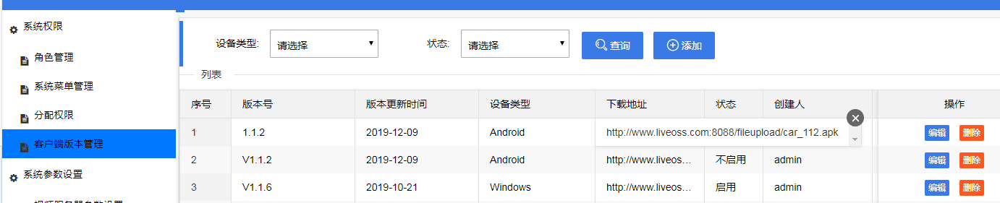 系统权限
角色管理
系统菜单管理
分配权限
客户端版本管理
系统参数设置
设备类型: 请选择 状态: 请选择 查询 添加
列表
序号 版本号 版本更新时间 设备类型 下载地址 状态 创建人 操作
1 1.1.2 2019-12-09 Android http://www.liveoss.com:8088/fileupload/car_112.apk 编辑 删除
2 V1.1.2 2019-12-09 Android http://www.liveos… 不启用 admin 编辑 删除
3 V1.1.6 2019-10-21 Windows http://www.liveos… 启用 admin 编辑 删除